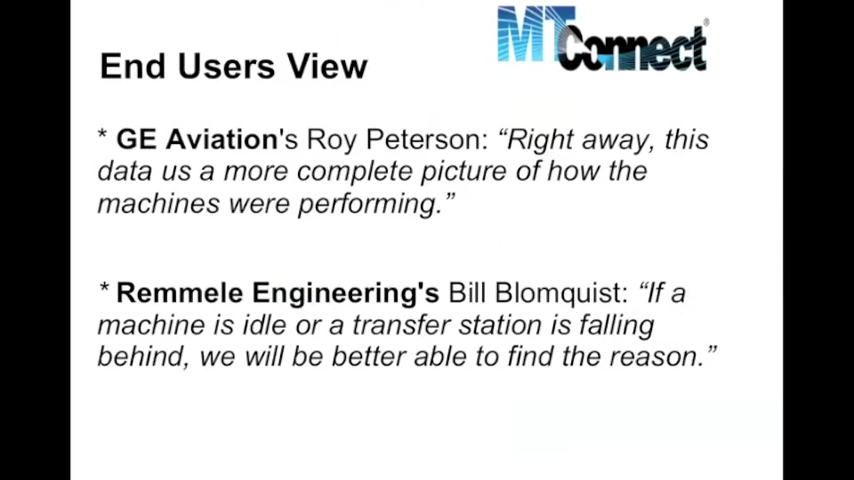 MTConnect®
End Users View
* GE Aviation's Roy Peterson: “Right away, this
data us a more complete picture of how the
machines were performing.”
* Remmele Engineering's Bill Blomquist: “If a
machine is idle or a transfer station is falling
behind, we will be better able to find the reason.”